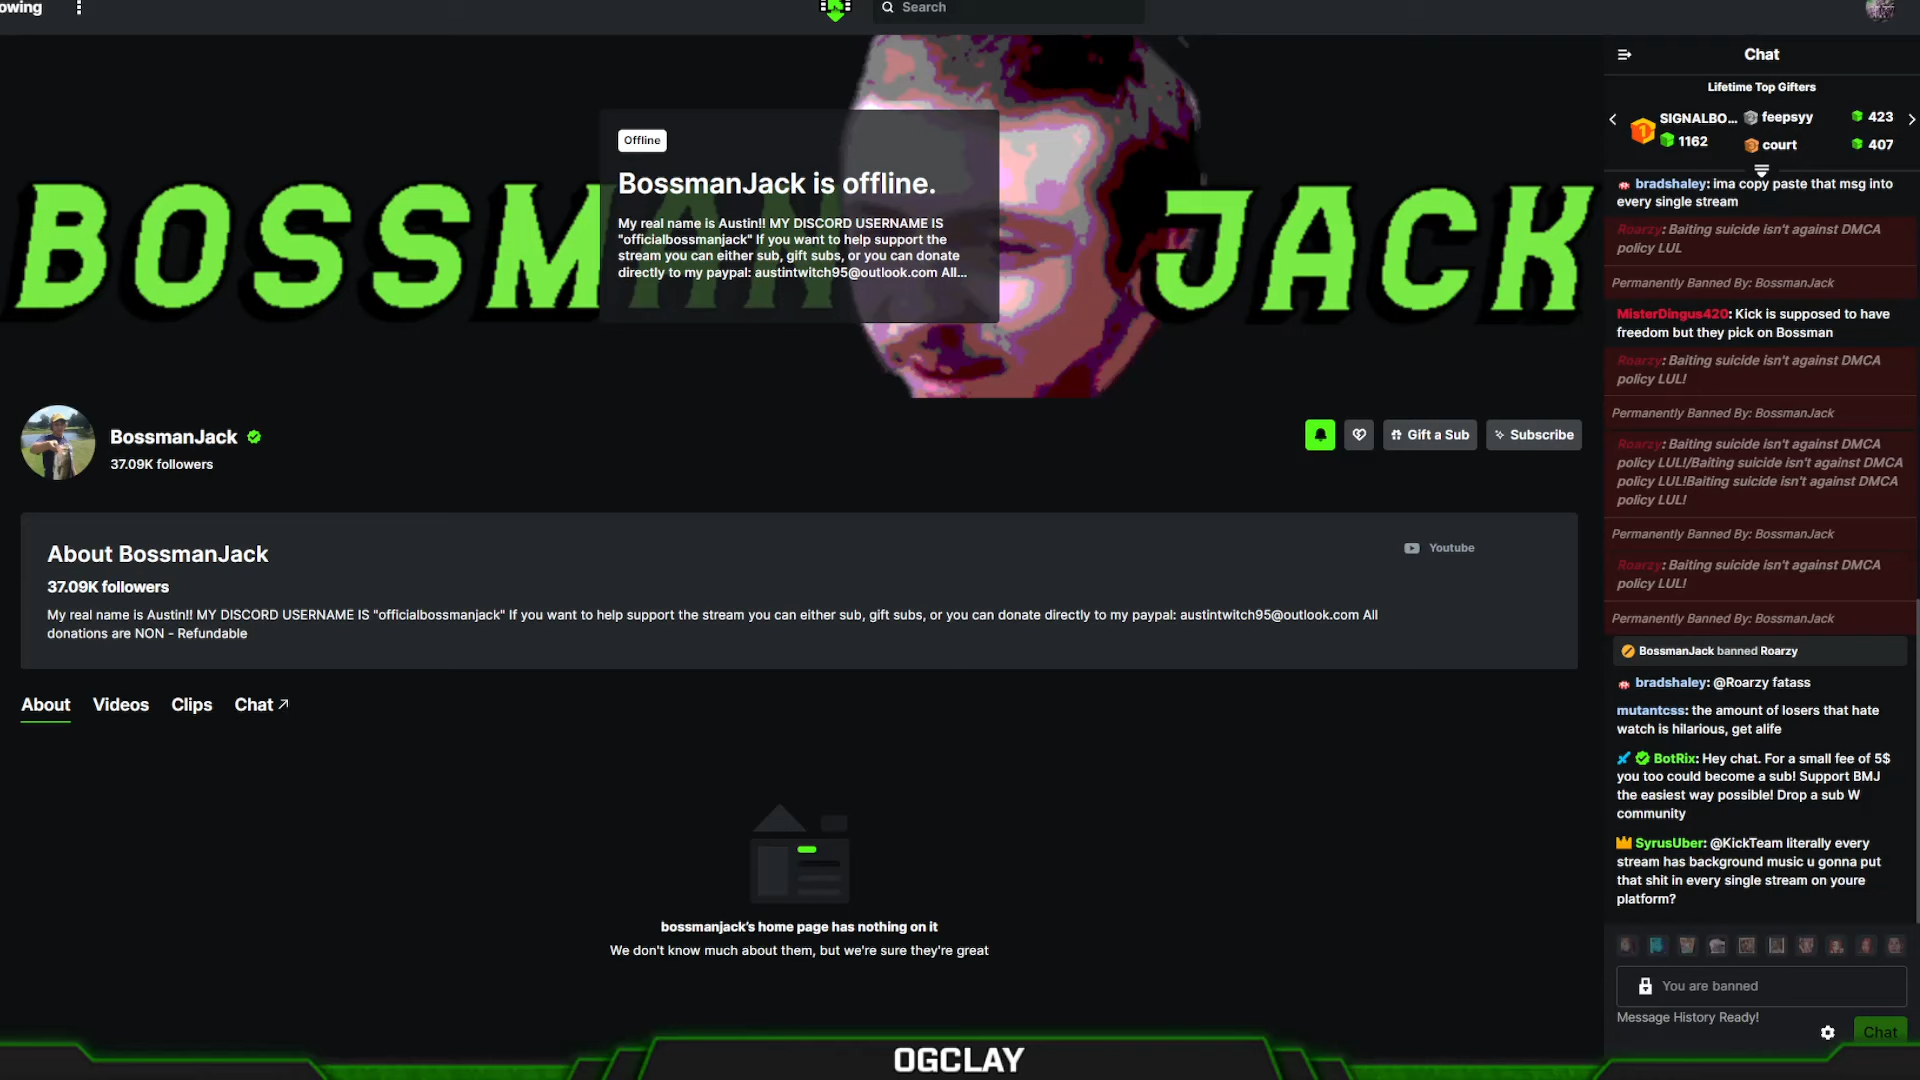 owing
Search
BOSSMAN JACK
Offline
BossmanJack is offline.
My real name is Austin!! MY DISCORD USERNAME IS
"officialbossmanjack" If you want to help support the
stream you can either sub, gift subs, or you can donate
directly to my paypal: austintwitch95@outlook.com All...
BossmanJack
37.09K followers
Gift a Sub
Subscribe
About BossmanJack
37.09K followers
Youtube
My real name is Austin!! MY DISCORD USERNAME IS "officialbossmanjack" If you want to help support the stream you can either sub, gift subs, or you can donate directly to my paypal: austintwitch95@outlook.com All
donations are NON - Refundable
About
Videos
Clips
Chat
bossmanjack's home page has nothing on it
We don't know much about them, but we're sure they're great
Chat
Lifetime Top Gifters
1
SIGNALBO...
1162
feepsyy
423
court
407
bradshaley: ima copy paste that msg into
every single stream
Roarzy: Baiting suicide isn't against DMCA
policy LUL
Permanently Banned By: BossmanJack
MisterDingus420: Kick is supposed to have
freedom but they pick on Bossman
Roarzy: Baiting suicide isn't against DMCA
policy LUL!
Permanently Banned By: BossmanJack
Roarzy: Baiting suicide isn't against DMCA
policy LUL!/Baiting suicide isn't against DMCA
policy LUL!Baiting suicide isn't against DMCA
policy LUL!
Permanently Banned By: BossmanJack
Roarzy: Baiting suicide isn't against DMCA
policy LUL!
Permanently Banned By: BossmanJack
BossmanJack banned Roarzy
bradshaley: @Roarzy fatass
mutantcss: the amount of losers that hate
watch is hilarious, get alife
BotRix: Hey chat. For a small fee of 5$
you too could become a sub! Support BMJ
the easiest way possible! Drop a sub W
community
SyrusUber: @KickTeam literally every
stream has background music u gonna put
that shit in every single stream on youre
platform?
You are banned
Message History Ready!
Chat
OGCLAY